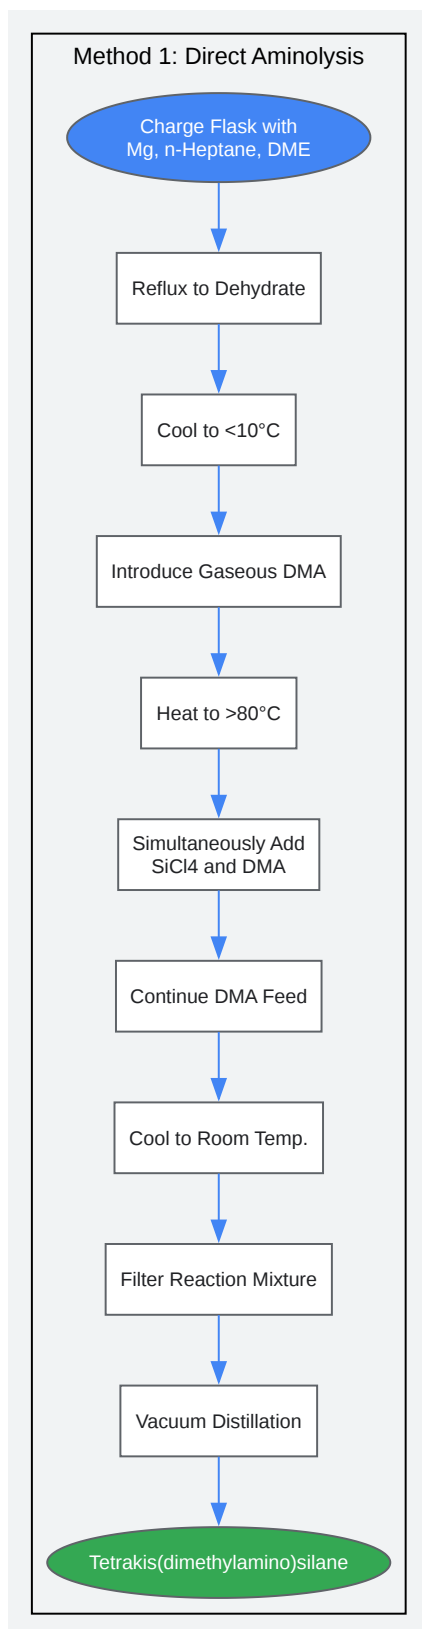 Method 1: Direct Aminolysis
Charge Flask with
Mg, n-Heptane, DME
Reflux to Dehydrate
Cool to <10°C
Introduce Gaseous DMA
Heat to >80°C
Simultaneously Add
SiCl4 and DMA
Continue DMA Feed
Cool to Room Temp.
Filter Reaction Mixture
Vacuum Distillation
Tetrakis(dimethylamino)silane